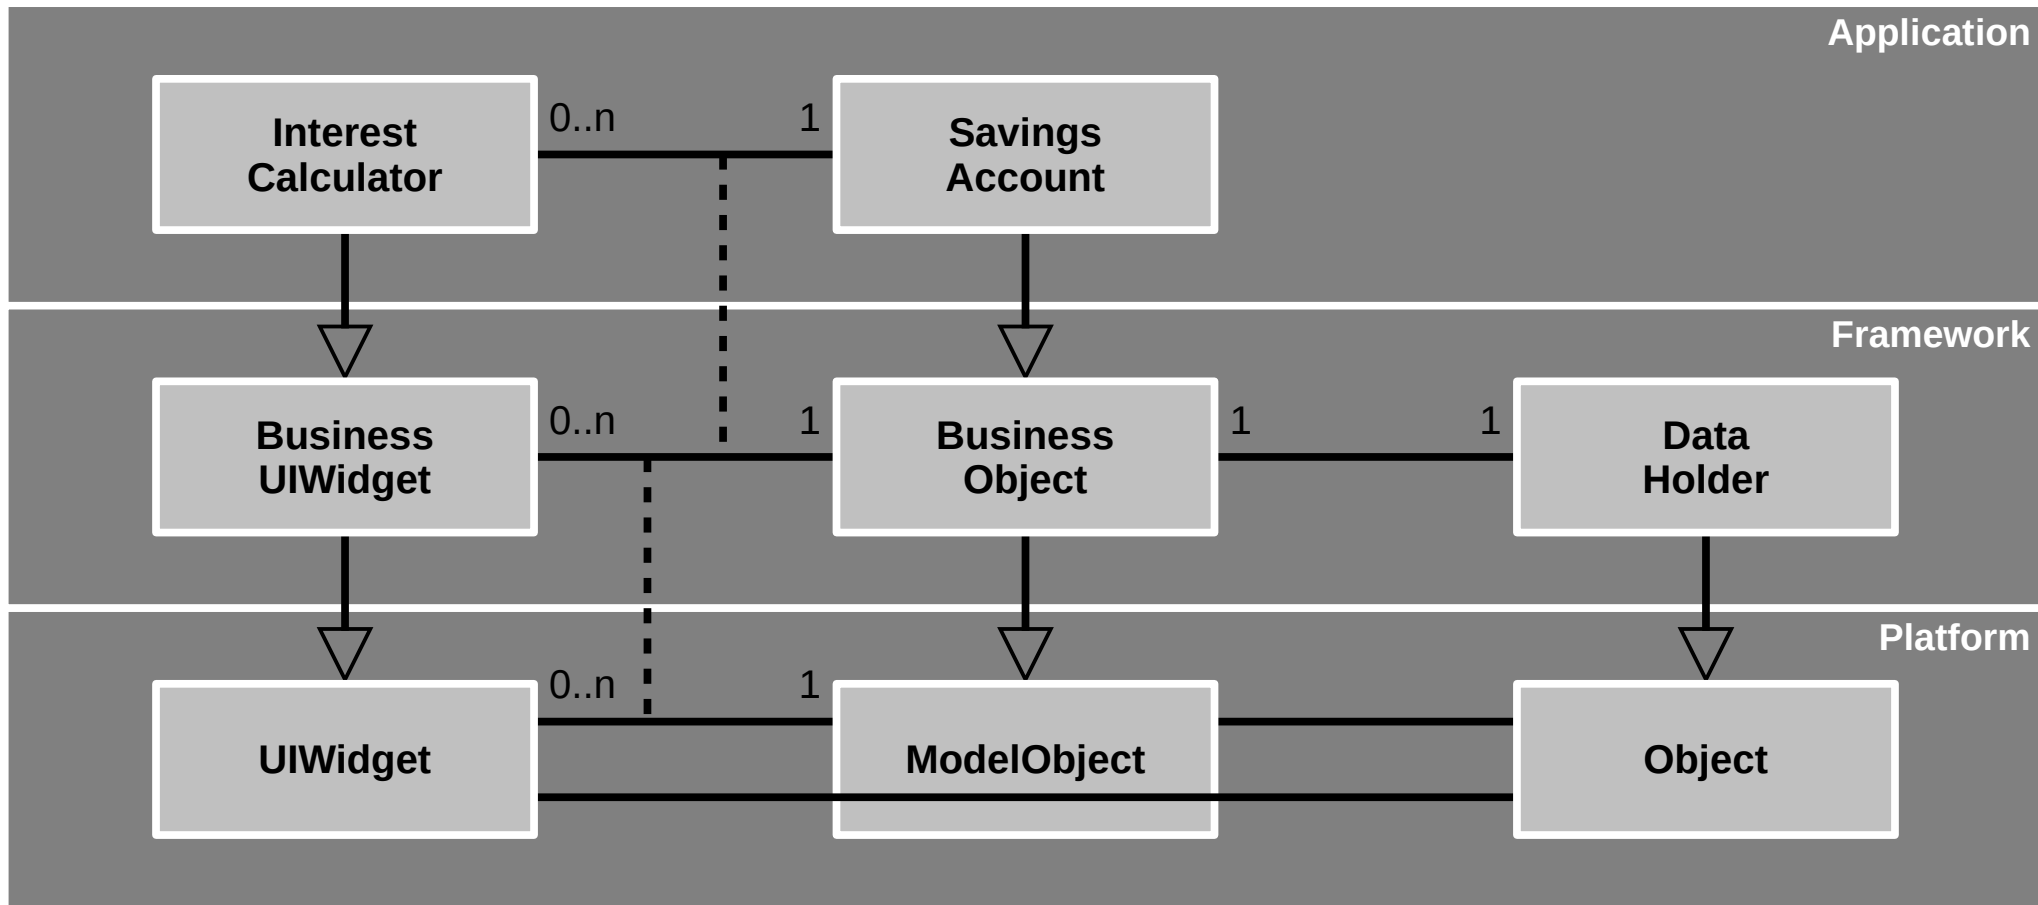 Application
Interest
Calculator
0..n
1
Savings
Account
Framework
Business
UIWidget
0..n
1
Business
Object
1
1
Data
Holder
Platform
UIWidget
0..n
1
ModelObject
Object